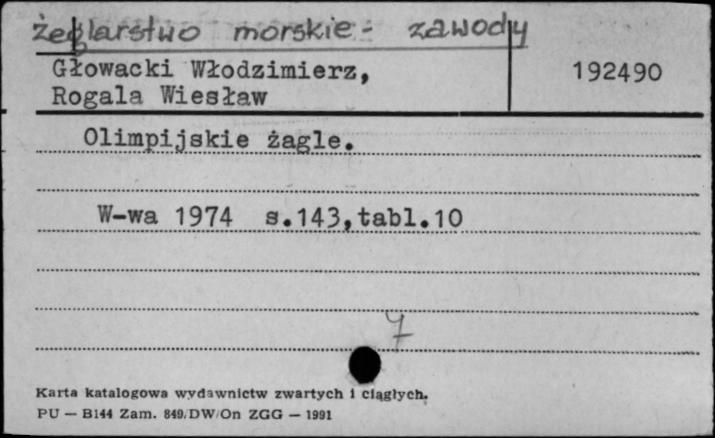 żeglarstwo morskie - zawody
Głowacki Włodzimierz,
Rogala Wiesław
192490
Olimpijskie żagle.
W-wa 1974 s.143,tabl.10
Karta katalogowa wydawnictw zwartych i ciągłych.
PU — B144 Zam. 849/DW/On ZGG — 1991